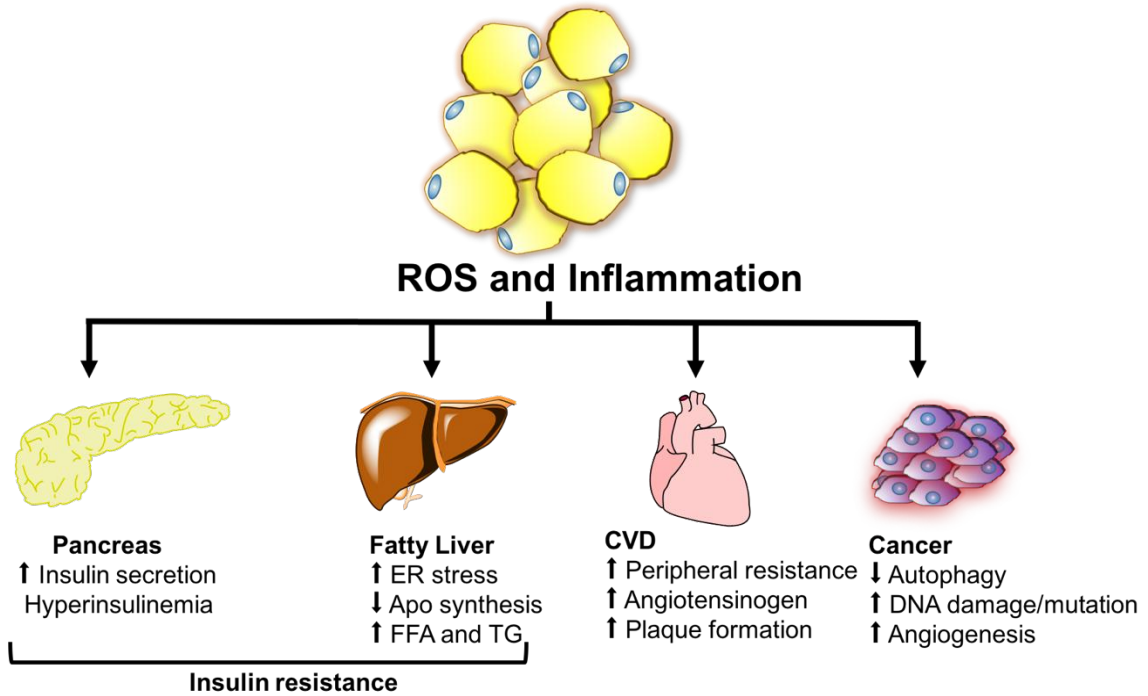 ROS and Inflammation
Pancreas
↑ Insulin secretion
Hyperinsulinemia
Fatty Liver
↑ ER stress
↓ Apo synthesis
↑ FFA and TG
CVD
↑ Peripheral resistance
↑ Angiotensinogen
↑ Plaque formation
Cancer
↓ Autophagy
↑ DNA damage/mutation
↑ Angiogenesis
Insulin resistance